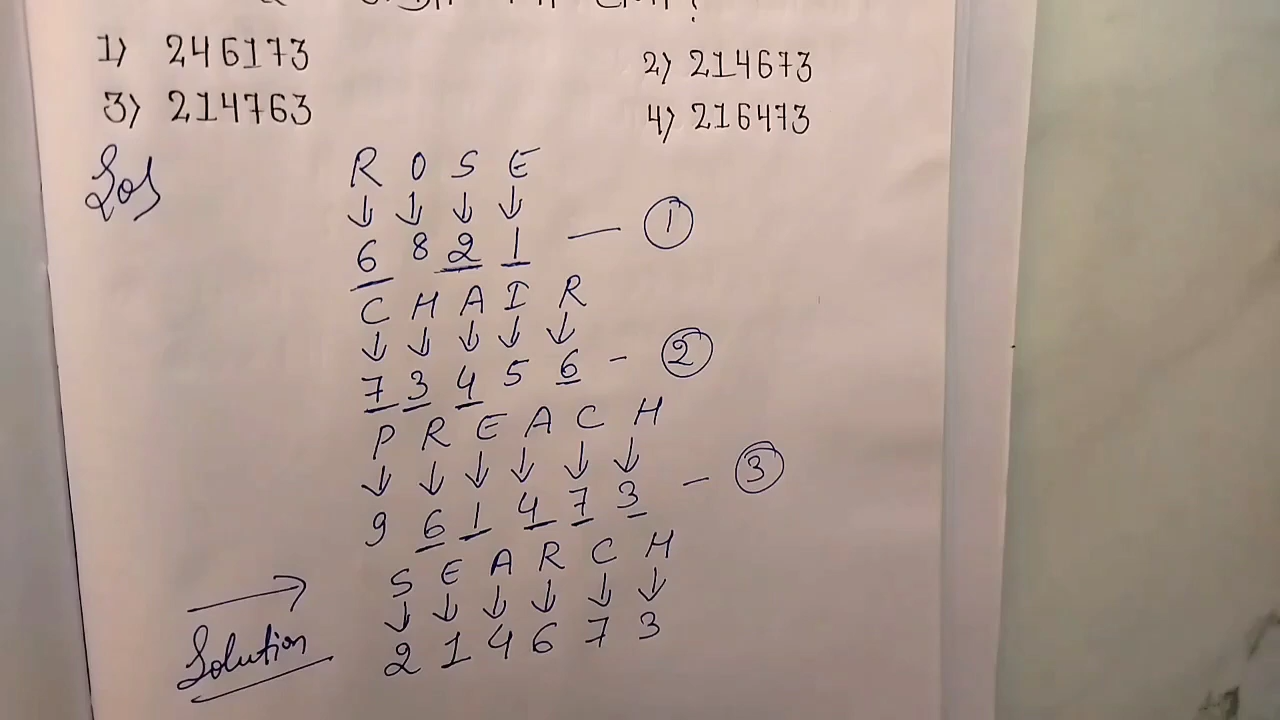 1) 246173 2) 214673
3) 214763 4) 216473
Sol
R O S E
↓ ↓ ↓ ↓
6 8 2 1 — 1
C H A I R
↓ ↓ ↓ ↓ ↓
7 3 4 5 6 - 2
P R E A C H
↓ ↓ ↓ ↓ ↓ ↓
9 6 1 4 7 3 - 3
S E A R C H
↓ ↓ ↓ ↓ ↓ ↓
Solution 2 1 4 6 7 3